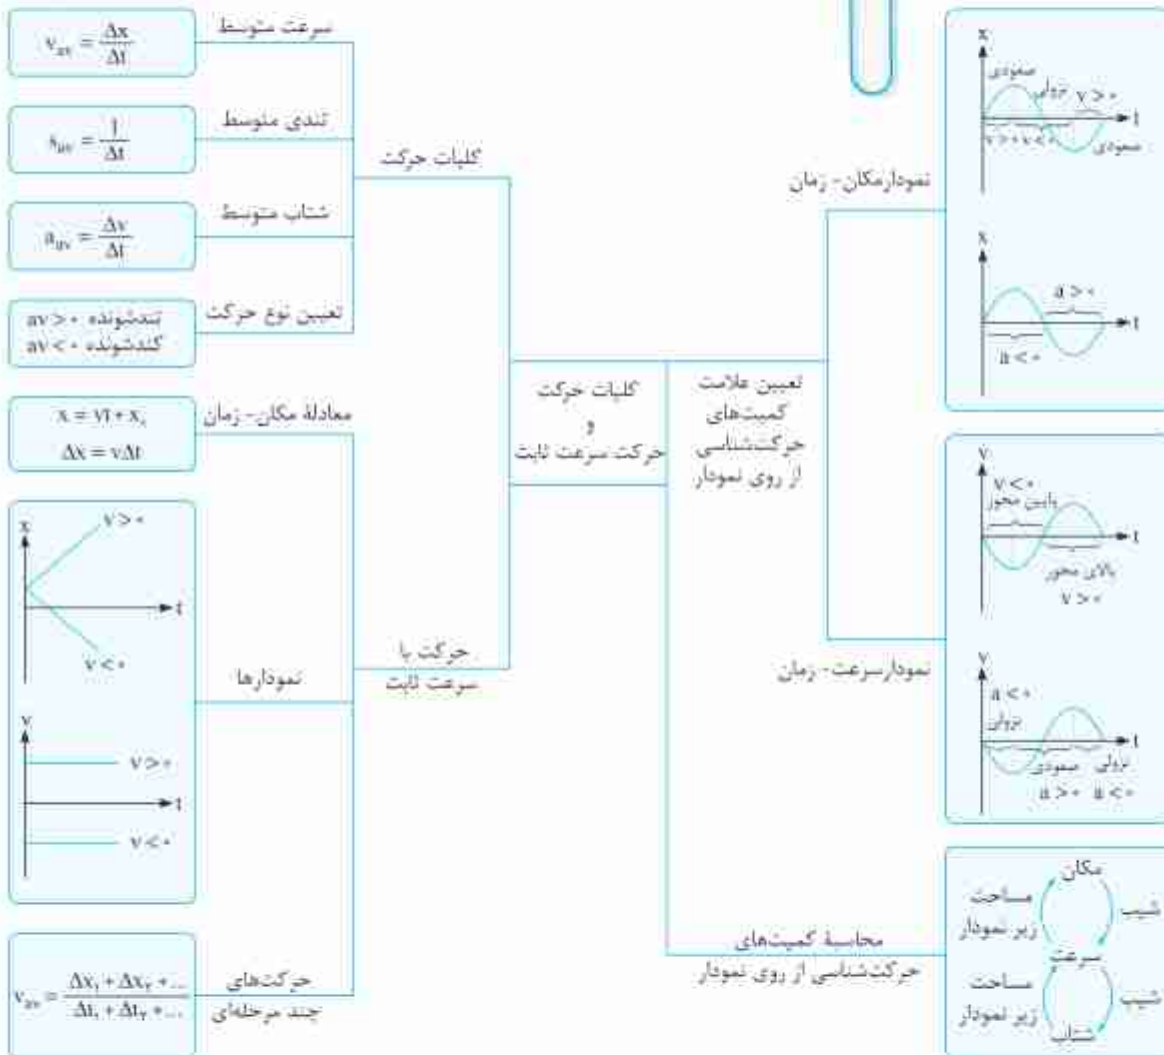 کلیات حرکت
و
حرکت سرعت ثابت
تعیین علامت
کمیت‌های
حرکت‌شناسی
از روی نمودار
نمودارمکان- زمان
x
صعودی
نزولی
v > ۰
t
v > ۰ v < ۰
صعودی
x
a > ۰
t
a < ۰
نمودارسرعت- زمان
v
v < ۰
پایین محور
t
بالای محور
v > ۰
v
a < ۰
نزولی
t
صعودی نزولی
a > ۰ a < ۰
محاسبهٔ کمیت‌های
حرکت‌شناسی از روی نمودار
مکان
شیب
مساحت
زیر نمودار
سرعت
شیب
مساحت
زیر نمودار
شتاب
کلیات حرکت
سرعت متوسط
v_av = Δx / Δt
تندی متوسط
s_av = l / Δt
شتاب متوسط
a_av = Δv / Δt
تعیین نوع حرکت
av > ۰ تندشونده
av < ۰ کندشونده
حرکت با
سرعت ثابت
معادلهٔ مکان- زمان
x = vt + x₀
Δx = vΔt
نمودارها
x
v > ۰
t
v < ۰
v
v > ۰
t
v < ۰
حرکت‌های
چند مرحله‌ای
v_av = (Δx₁ + Δx₂ + ...) / (Δt₁ + Δt₂ + ...)